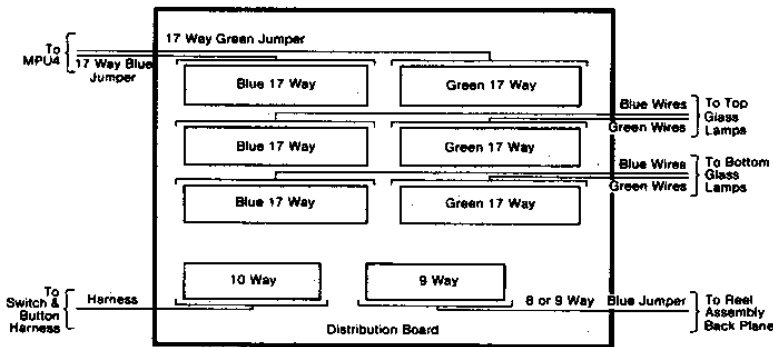 17 Way Green Jumper
To
MPU4
17 Way Blue
Jumper
Blue 17 Way
Green 17 Way
Blue Wires
Green Wires
To Top
Glass
Lamps
Blue 17 Way
Green 17 Way
Blue Wires
Green Wires
To Bottom
Glass
Lamps
Blue 17 Way
Green 17 Way
10 Way
9 Way
To
Switch &
Button
Harness
Harness
8 or 9 Way Blue Jumper
To Reel
Assembly
Back Plane
Distribution Board